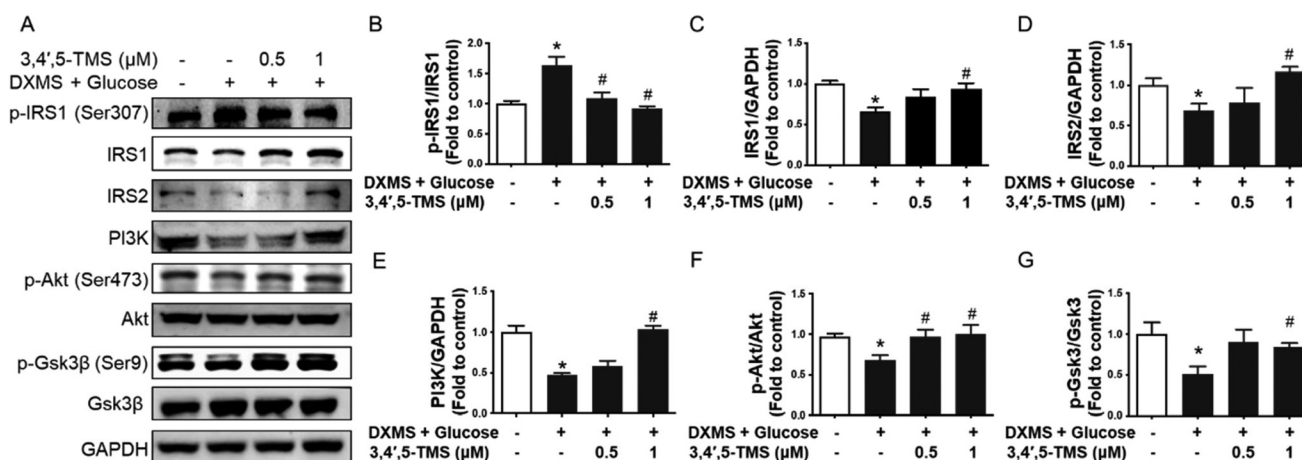 A
3,4′,5-TMS (μM) - - 0.5 1
DXMS + Glucose - + + +
p-IRS1 (Ser307)
IRS1
IRS2
PI3K
p-Akt (Ser473)
Akt
p-Gsk3β (Ser9)
Gsk3β
GAPDH
B
p-IRS1/IRS1
(Fold to control)
2.0
1.5
1.0
0.5
0.0
*
#
#
DXMS + Glucose - + + +
3,4′,5-TMS (μM) - - 0.5 1
C
IRS1/GAPDH
(Fold to control)
1.5
1.0
0.5
0.0
*
#
DXMS + Glucose - + + +
3,4′,5-TMS (μM) - - 0.5 1
D
IRS2/GAPDH
(Fold to control)
1.5
1.0
0.5
0.0
*
#
DXMS + Glucose - + + +
3,4′,5-TMS (μM) - - 0.5 1
E
PI3K/GAPDH
(Fold to control)
1.5
1.0
0.5
0.0
*
#
DXMS + Glucose - + + +
3,4′,5-TMS (μM) - - 0.5 1
F
p-Akt/Akt
(Fold to control)
1.5
1.0
0.5
0.0
*
#
#
DXMS + Glucose - + + +
3,4′,5-TMS (μM) - - 0.5 1
G
p-Gsk3/Gsk3
(Fold to control)
1.5
1.0
0.5
0.0
*
#
DXMS + Glucose - + + +
3,4′,5-TMS (μM) - - 0.5 1